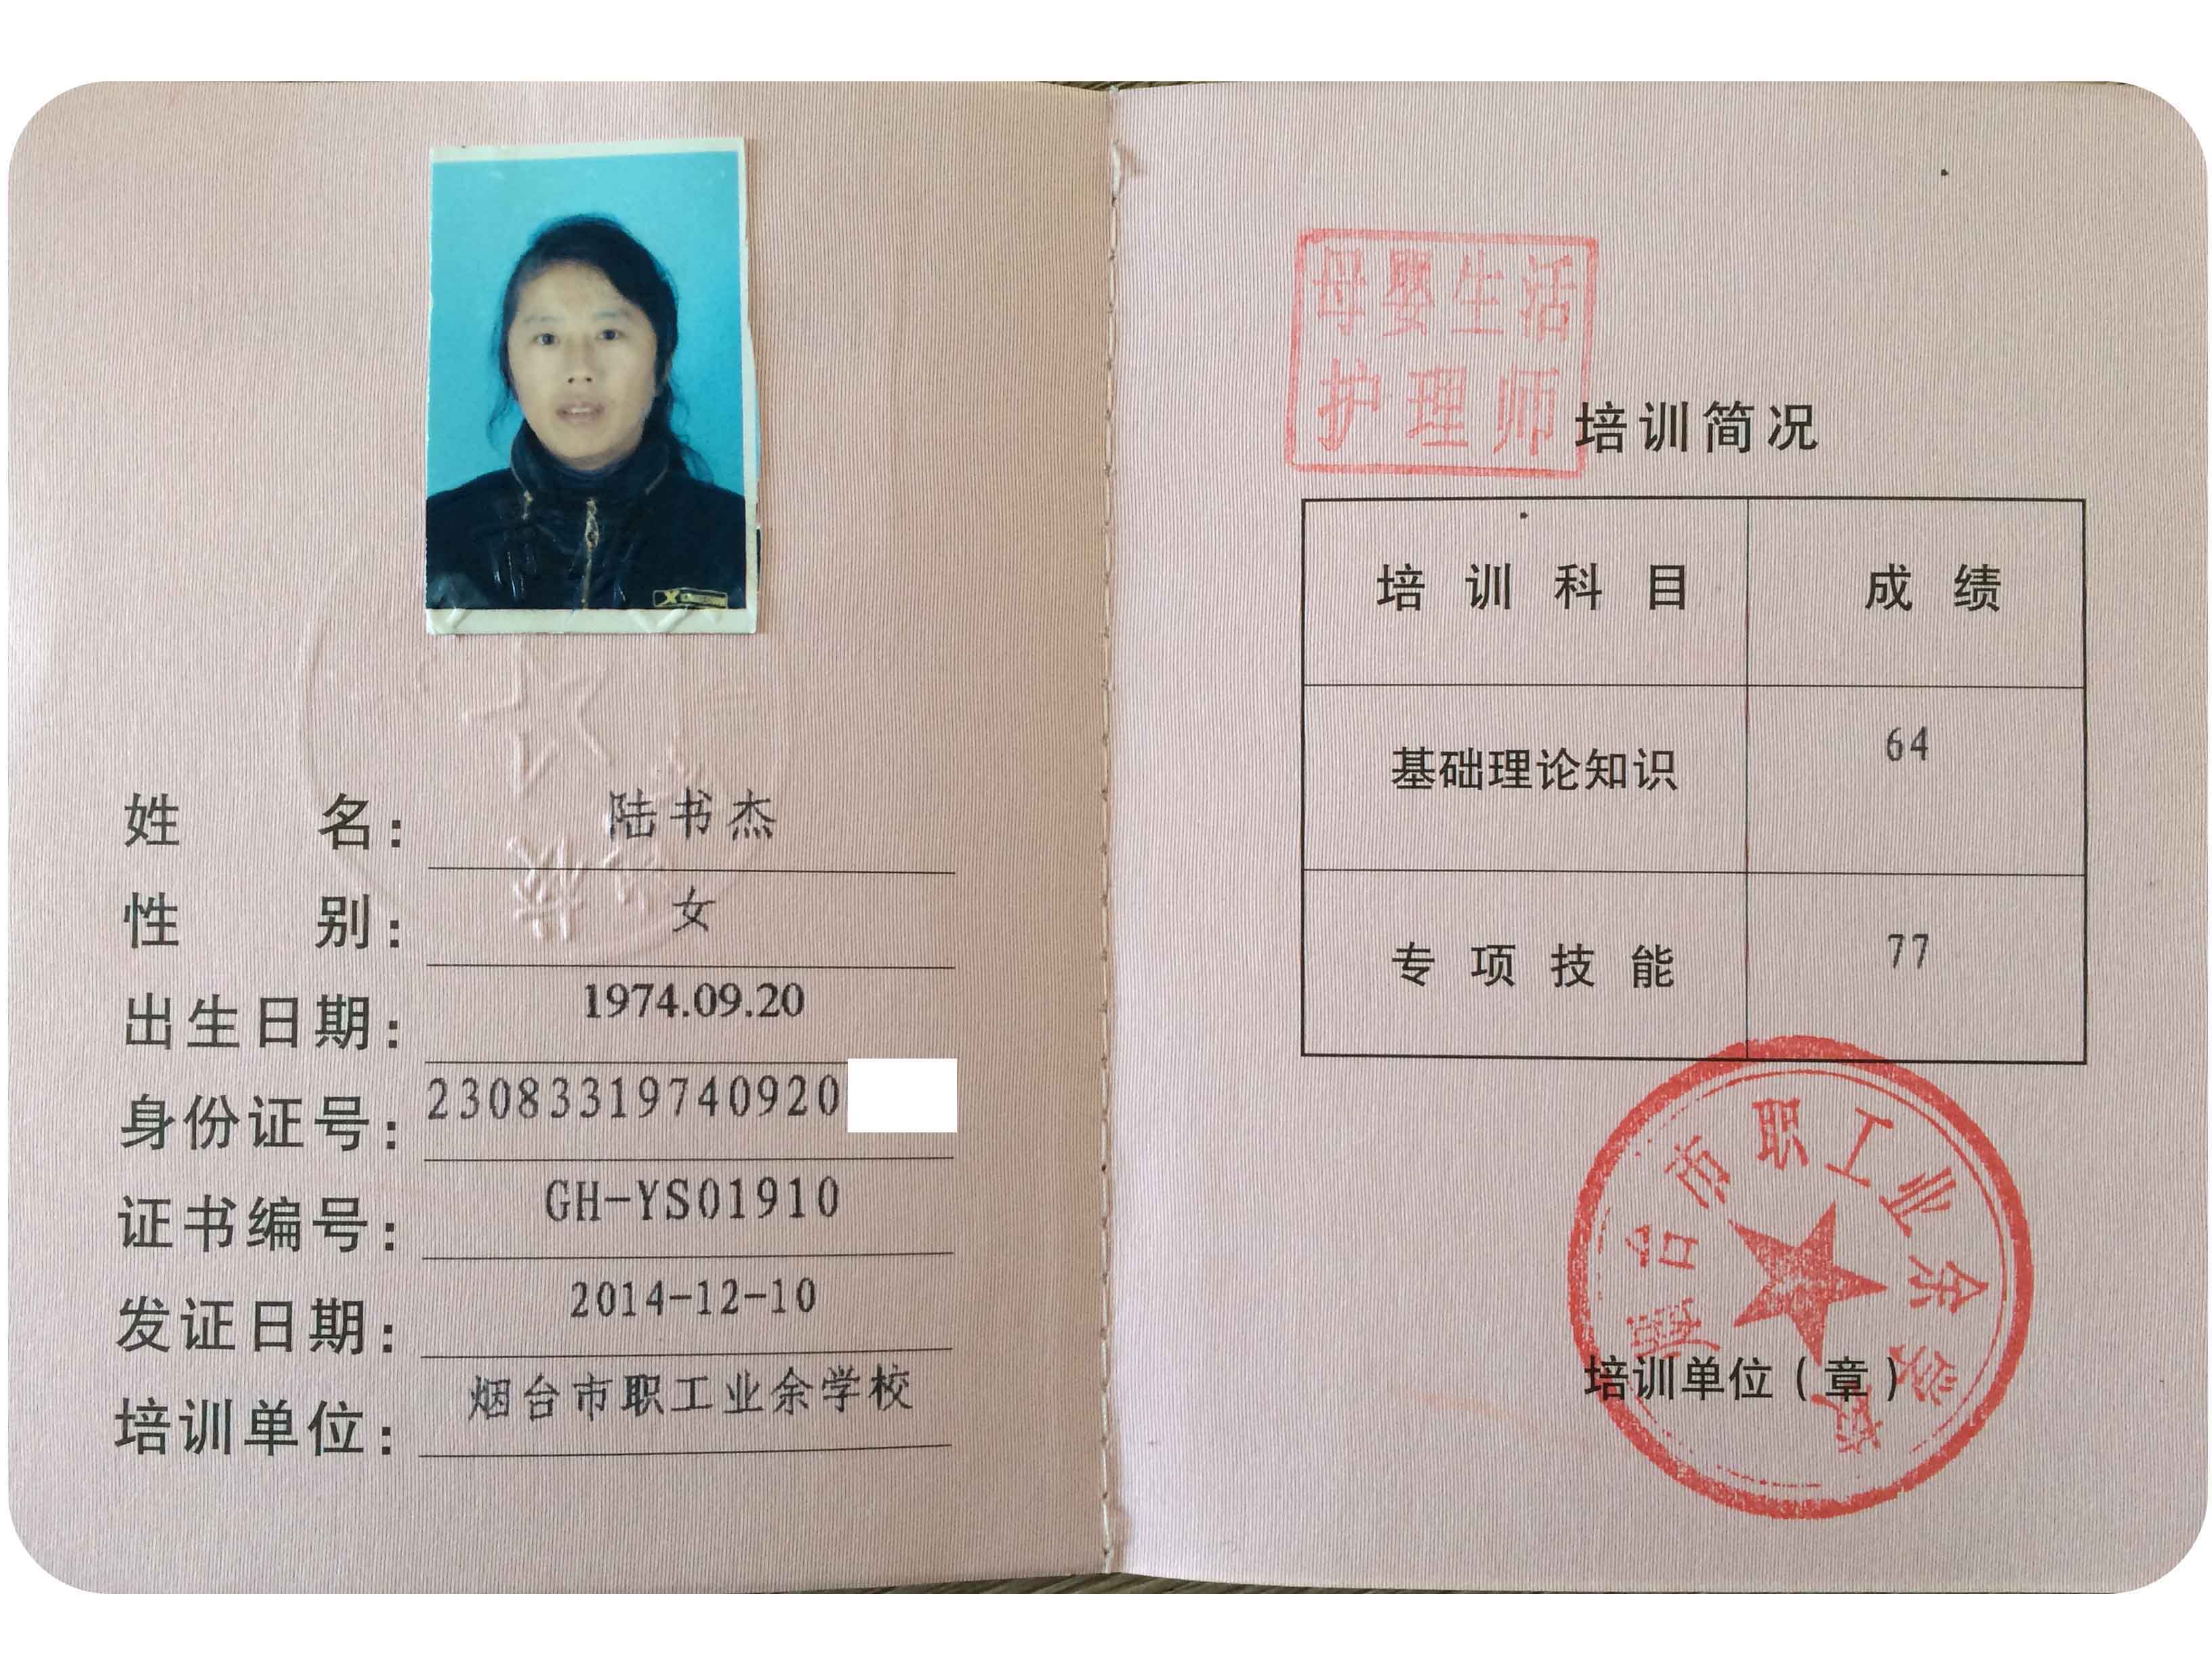 姓名：陆书杰
性别：女
出生日期：1974.09.20
身份证号：23083319740920
证书编号：GH-YS01910
发证日期：2014-12-10
培训单位：烟台市职工业余学校
母婴生活
护理师
培训简况
培训科目 成绩
基础理论知识 64
专项技能 77
烟台市职工业余学校
培训单位（章）